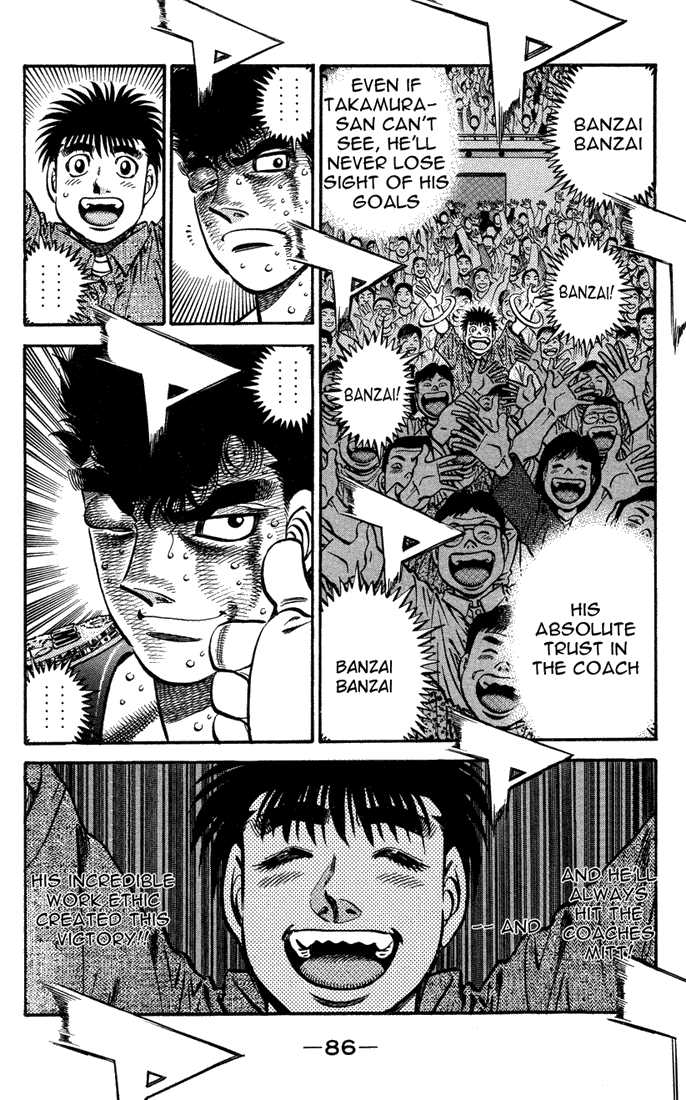 BANZAI
BANZAI
EVEN IF
TAKAMURA-
SAN CAN'T
SEE, HE'LL
NEVER LOSE
SIGHT OF HIS
GOALS
BANZAI!
BANZAI!
HIS
ABSOLUTE
TRUST IN
THE COACH
BANZAI
BANZAI
AND HE'LL
ALWAYS
HIT THE
COACHES
MITT!
-- AND
HIS INCREDIBLE
WORK ETHIC
CREATED THIS
VICTORY!!
—86—